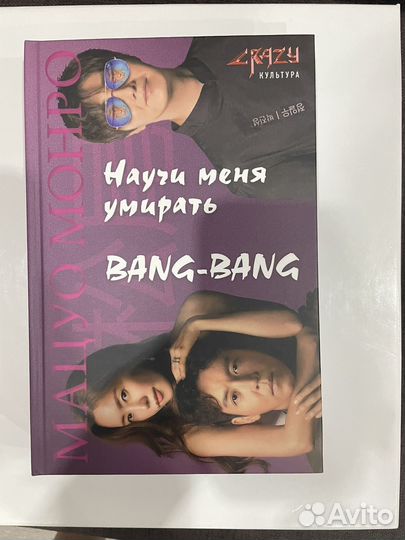 CRAZY
КУЛЬТУРА
Научи меня
умирать
BANG-BANG
МАЦУО МОНРО
Avito